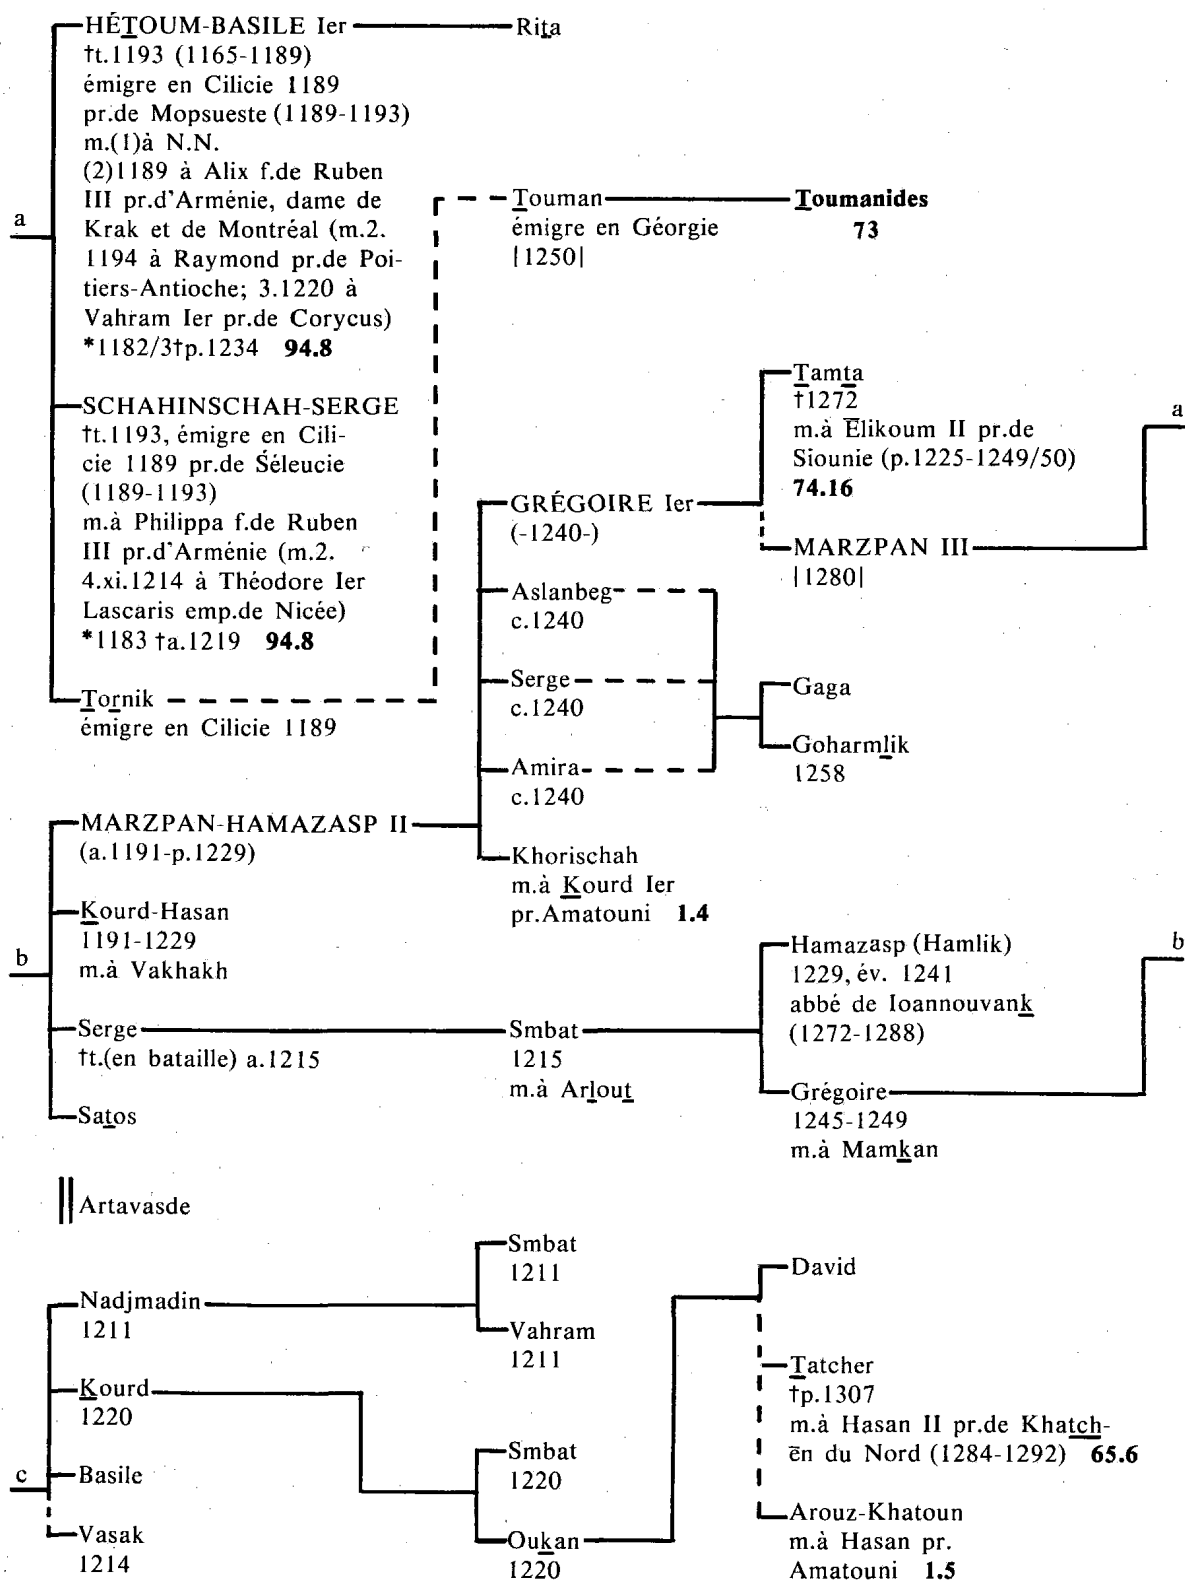 HÉTOUM-BASILE Ier
†t.1193 (1165-1189)
émigre en Cilicie 1189
pr.de Mopsueste (1189-1193)
m.(1)à N.N.
(2)1189 à Alix f.de Ruben
III pr.d'Arménie, dame de
Krak et de Montréal (m.2.
1194 à Raymond pr.de Poi-
tiers-Antioche; 3.1220 à
Vahram Ier pr.de Corycus)
*1182/3†p.1234 94.8
Rita
a
SCHAHINSCHAH-SERGE
†t.1193, émigre en Cili-
cie 1189 pr.de Séleucie
(1189-1193)
m.à Philippa f.de Ruben
III pr.d'Arménie (m.2.
4.xi.1214 à Théodore Ier
Lascaris emp.de Nicée)
*1183 †a.1219 94.8
Tornik
émigre en Cilicie 1189
Touman
émigre en Géorgie
|1250|
Toumanides
73
MARZPAN-HAMAZASP II
(a.1191-p.1229)
Kourd-Hasan
1191-1229
m.à Vakhakh
b
Serge
†t.(en bataille) a.1215
Satos
GRÉGOIRE Ier
(-1240-)
Aslanbeg
c.1240
Serge
c.1240
Amira
c.1240
Khorischah
m.à Kourd Ier
pr.Amatouni 1.4
Smbat
1215
m.à Arlout
Tamta
†1272
m.à Ēlikoum II pr.de
Siounie (p.1225-1249/50)
74.16
MARZPAN III
|1280|
a
Gaga
Goharmlik
1258
Hamazasp (Hamlik)
1229, év. 1241
abbé de Ioannouvank
(1272-1288)
Grégoire
1245-1249
m.à Mamkan
b
Artavasde
Nadjmadin
1211
Kourd
1220
c
Basile
Vasak
1214
Smbat
1211
Vahram
1211
Smbat
1220
Oukan
1220
David
Tatcher
†p.1307
m.à Hasan II pr.de Khatch-
ēn du Nord (1284-1292) 65.6
Arouz-Khatoun
m.à Hasan pr.
Amatouni 1.5